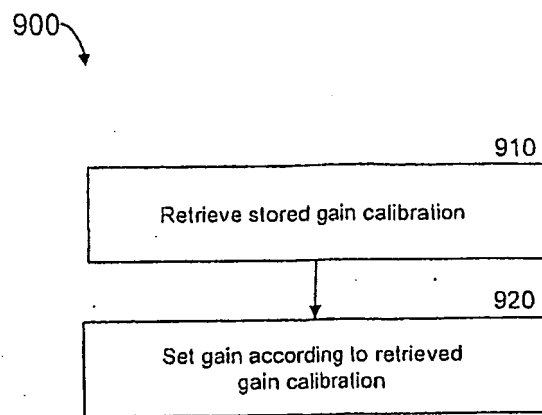 900
910
Retrieve stored gain calibration
920
Set gain according to retrieved
gain calibration